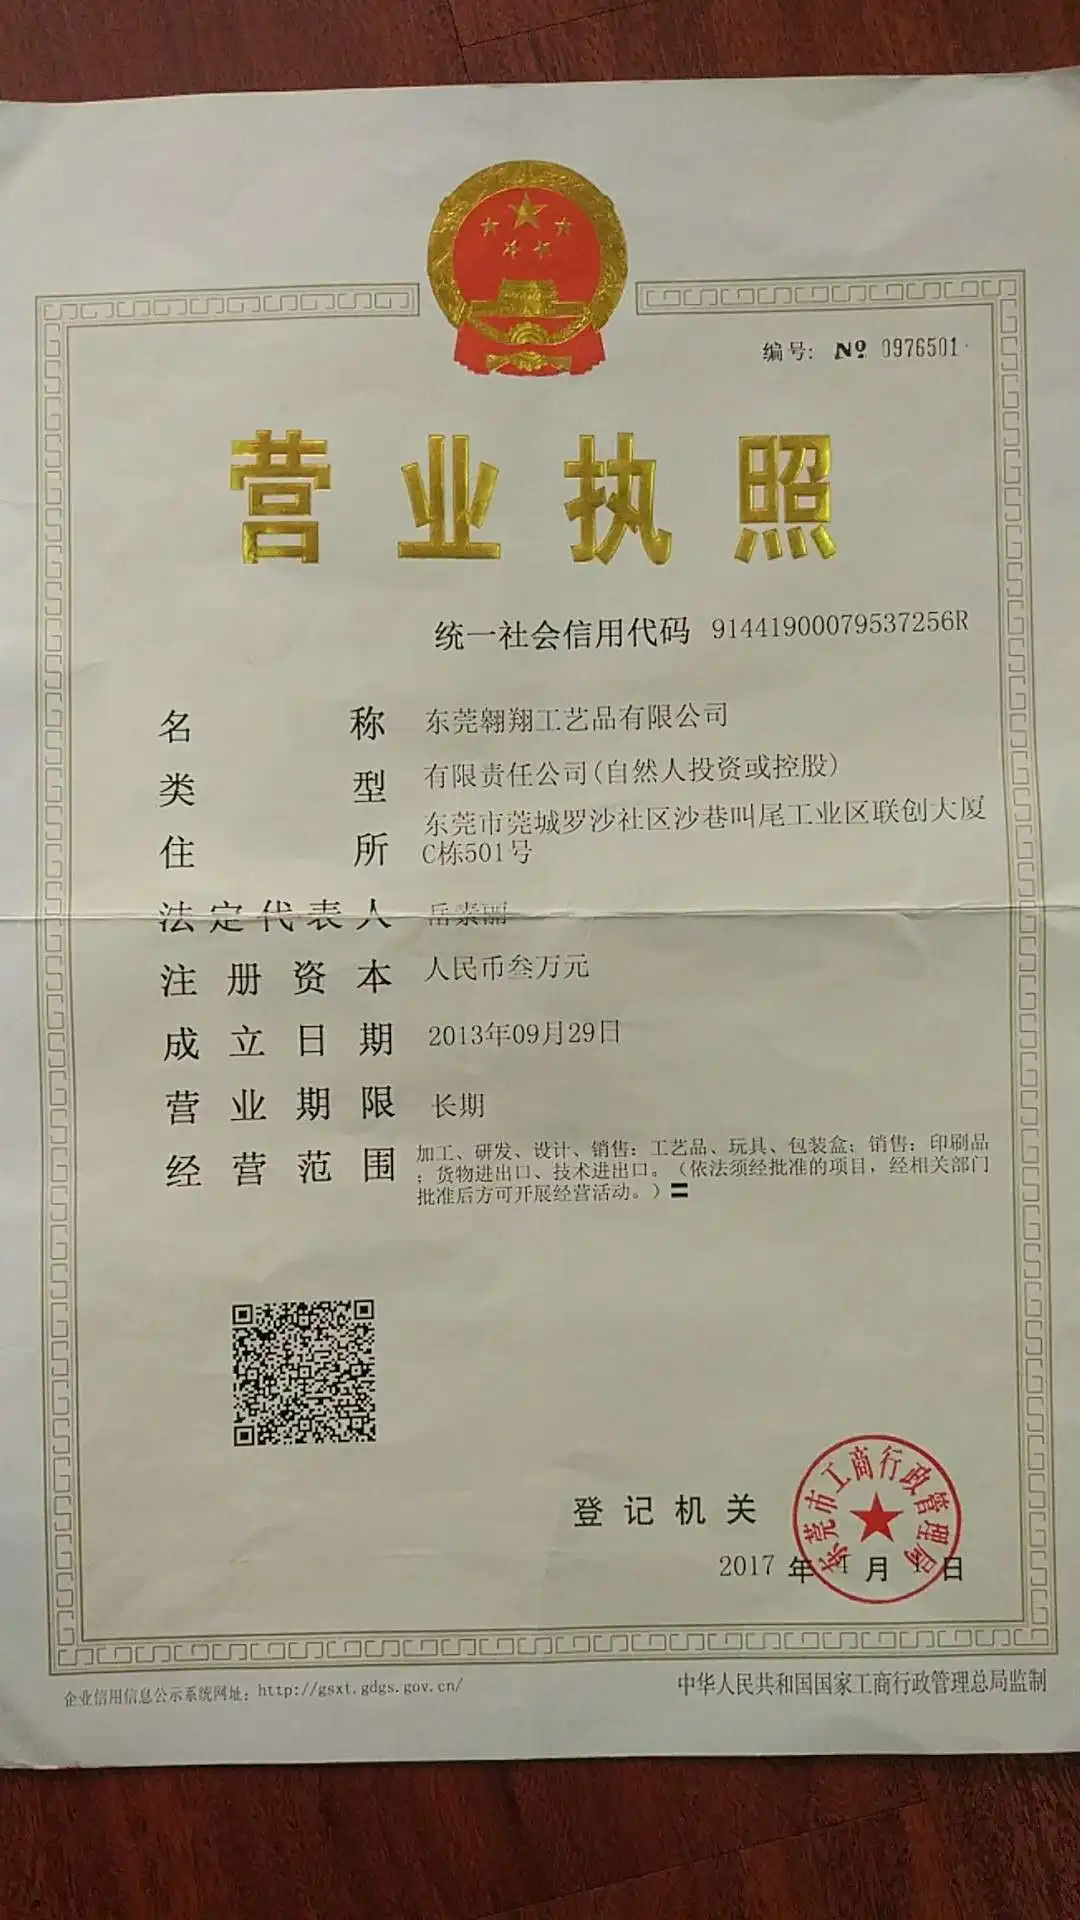 编号: Nº 0976501
营业执照
统一社会信用代码 91441900079537256R
名称 东莞翱翔工艺品有限公司
类型 有限责任公司(自然人投资或控股)
住所 东莞市莞城罗沙社区沙巷叫尾工业区联创大厦
C栋501号
法定代表人 岳素丽
注册资本 人民币叁万元
成立日期 2013年09月29日
营业期限 长期
经营范围 加工、研发、设计、销售：工艺品、玩具、包装盒；销售：印刷品
；货物进出口、技术进出口。（依法须经批准的项目，经相关部门
批准后方可开展经营活动。）〓
东莞市工商行政管理局
登记机关
2017 年 月 日
企业信用信息公示系统网址：http://gsxt.gdgs.gov.cn/
中华人民共和国国家工商行政管理总局监制